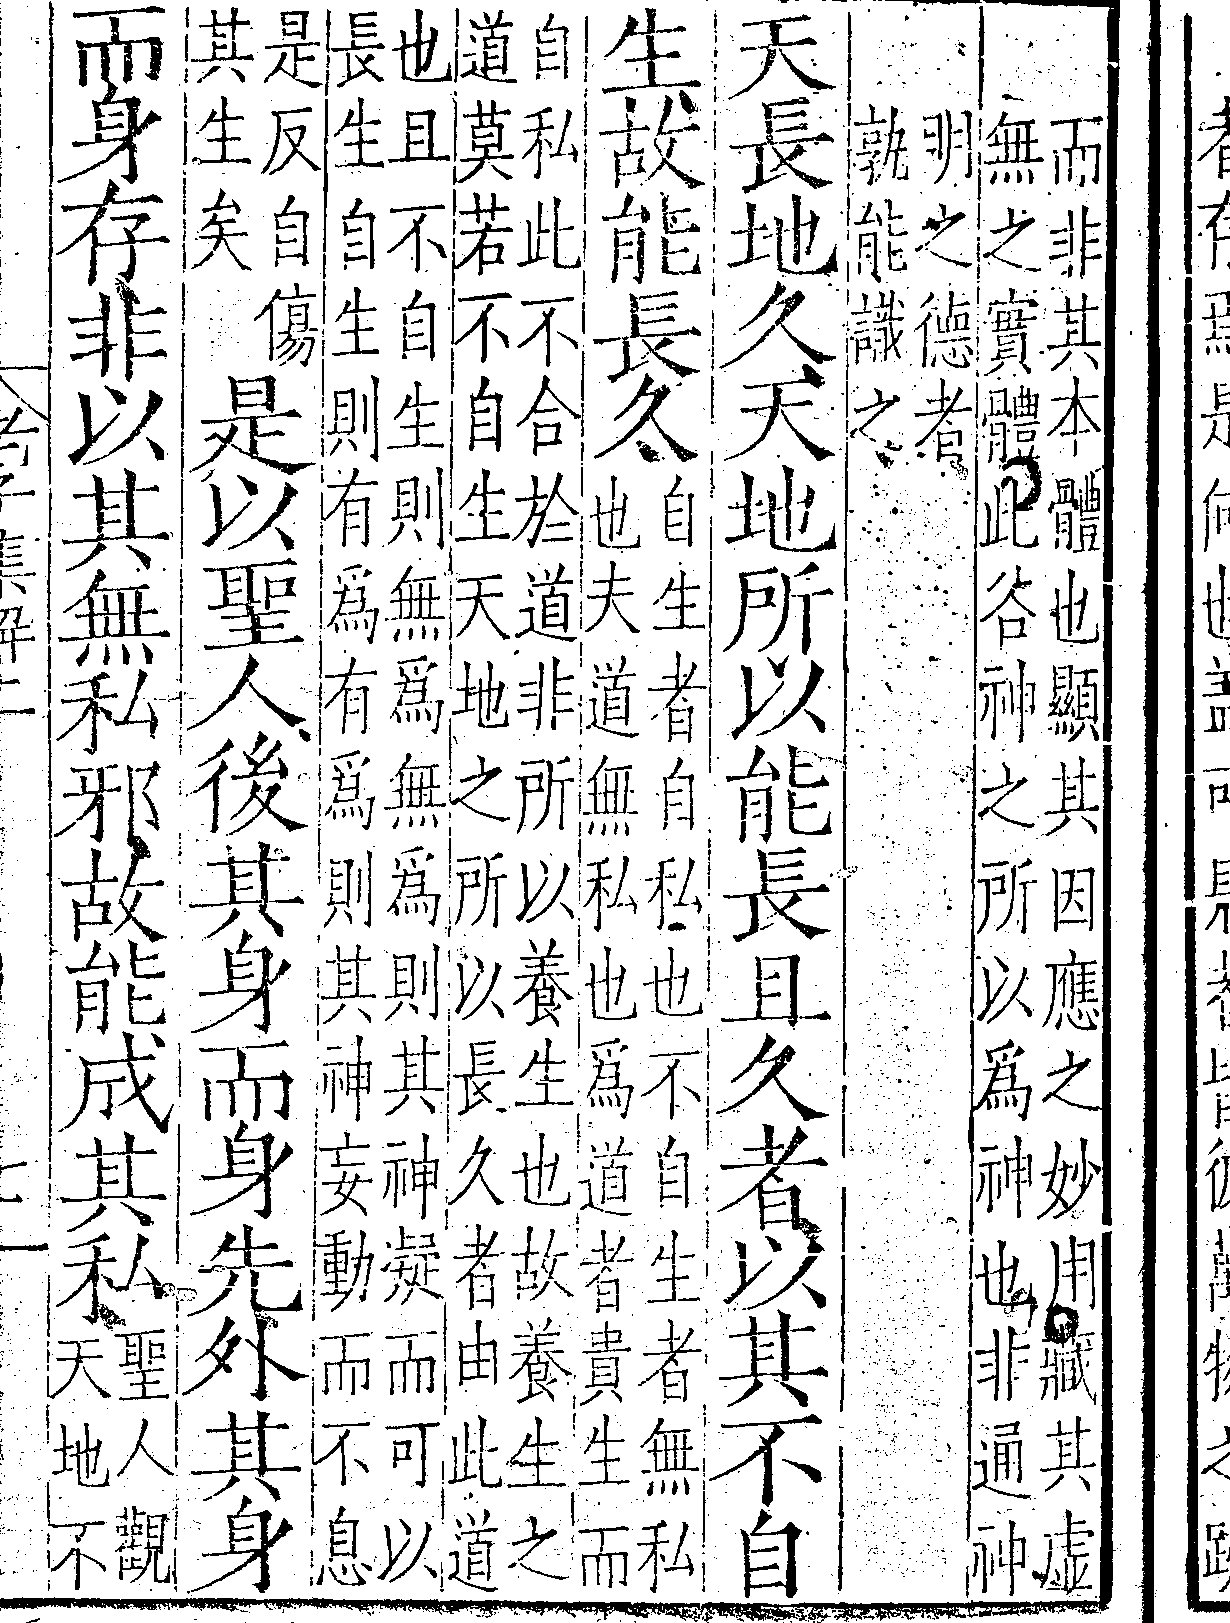 而非其本體也顯其因應之妙用藏其虛
無之實體此谷神之所以爲神也非通神
明之德者
孰能識之
天長地久天地所以能長且久者以其不自
生故能長久
自生者自私也不自生者無私
也夫道無私也爲道者貴生而
自私此不合於道非所以養生也故養生之
道莫若不自生天地之所以長久者由此道
也且不自生則無爲無爲則其神凝而可以
長生自生則有爲有爲則其神妄動而不息
是反自傷
其生矣
是以聖人後其身而身先外其身
而身存非以其無私邪故能成其私
聖人觀
天地不
老子集解